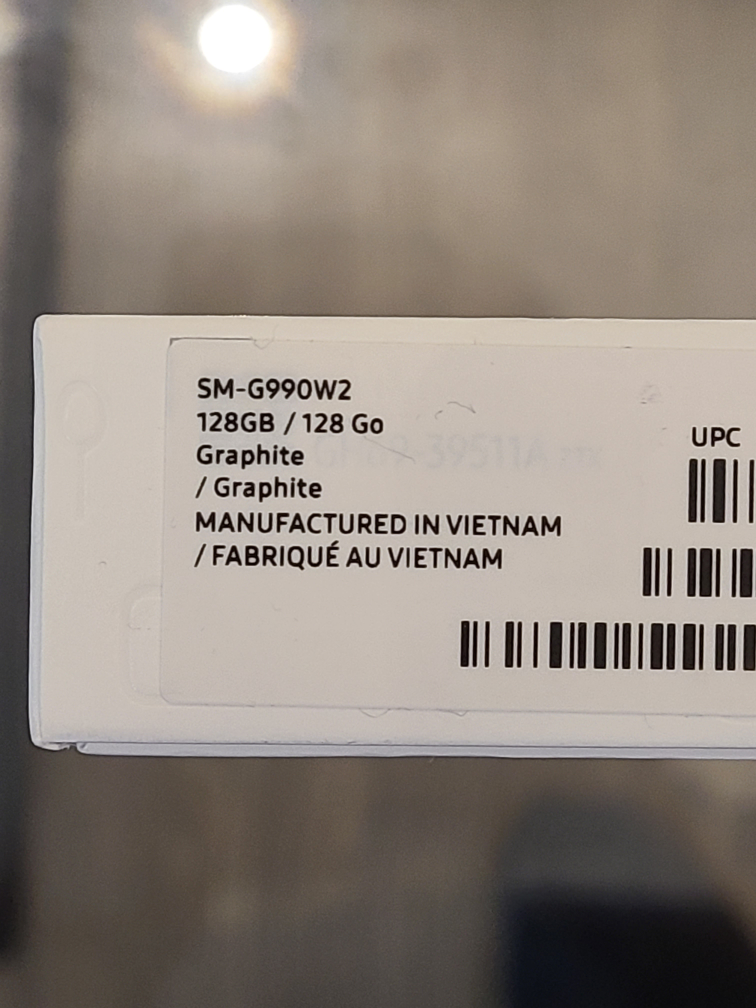 SM-G990W2
128GB / 128 Go
Graphite
/ Graphite
MANUFACTURED IN VIETNAM
/ FABRIQUÉ AU VIETNAM
UPC